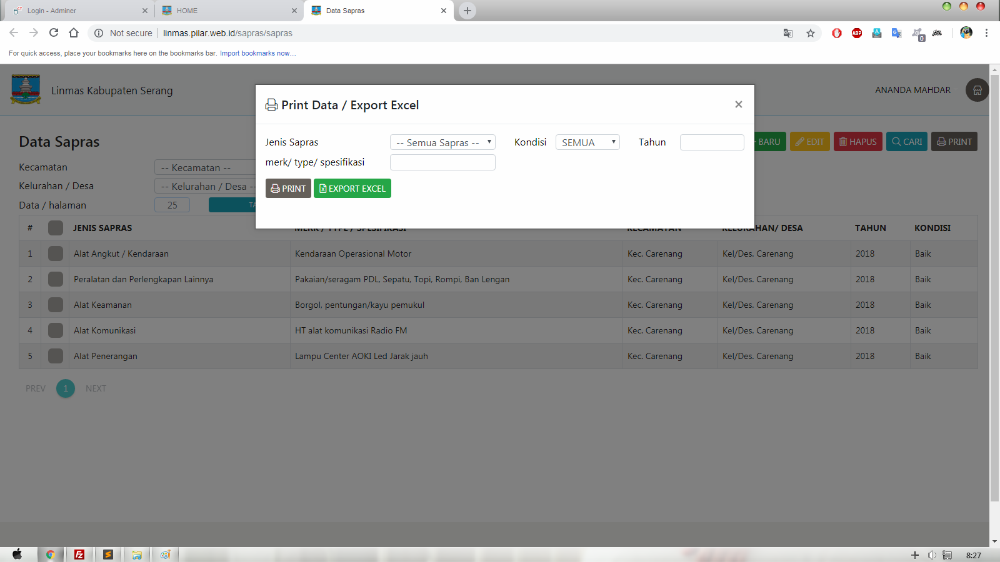 Login - Adminer
HOME
Data Sapras
Not secure
linmas.pilar.web.id/sapras/sapras
ABP
0
For quick access, place your bookmarks here on the bookmarks bar. Import bookmarks now...
Linmas Kabupaten Serang
ANANDA MAHDAR
Print Data / Export Excel
×
Jenis Sapras
-- Semua Sapras --
Kondisi
SEMUA
Tahun
merk/ type/ spesifikasi
PRINT
EXPORT EXCEL
Data Sapras
BARU
EDIT
HAPUS
CARI
PRINT
Kecamatan
-- Kecamatan --
Kelurahan / Desa
-- Kelurahan / Desa --
Data / halaman
25
# JENIS SAPRAS MERK / TYPE / SPESIFIKASI KECAMATAN KELURAHAN/ DESA TAHUN KONDISI
1 Alat Angkut / Kendaraan Kendaraan Operasional Motor Kec. Carenang Kel/Des. Carenang 2018 Baik
2 Peralatan dan Perlengkapan Lainnya Pakaian/seragam PDL, Sepatu, Topi, Rompi, Ban Lengan Kec. Carenang Kel/Des. Carenang 2018 Baik
3 Alat Keamanan Borgol, pentungan/kayu pemukul Kec. Carenang Kel/Des. Carenang 2018 Baik
4 Alat Komunikasi HT alat komunikasi Radio FM Kec. Carenang Kel/Des. Carenang 2018 Baik
5 Alat Penerangan Lampu Center AOKI Led Jarak jauh Kec. Carenang Kel/Des. Carenang 2018 Baik
PREV 1 NEXT
8:27